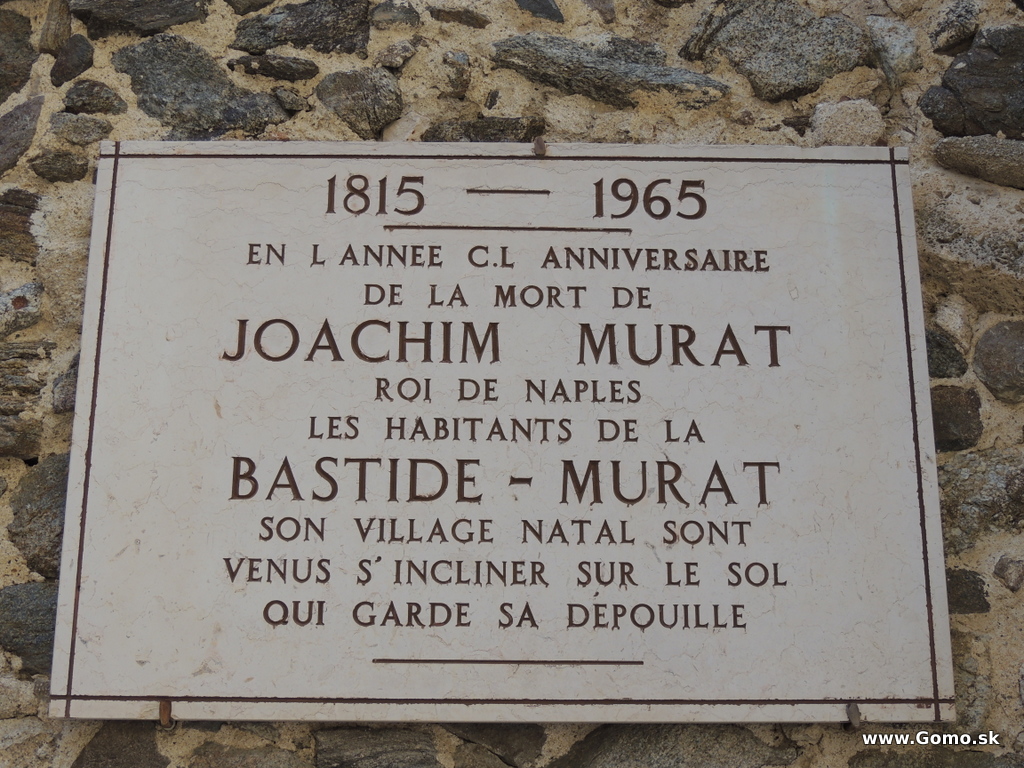 1815 — 1965
EN L ANNEE C.L ANNIVERSAIRE
DE LA MORT DE
JOACHIM MURAT
ROI DE NAPLES
LES HABITANTS DE LA
BASTIDE - MURAT
SON VILLAGE NATAL SONT
VENUS S'INCLINER SUR LE SOL
QUI GARDE SA DÉPOUILLE
www.Gomo.sk